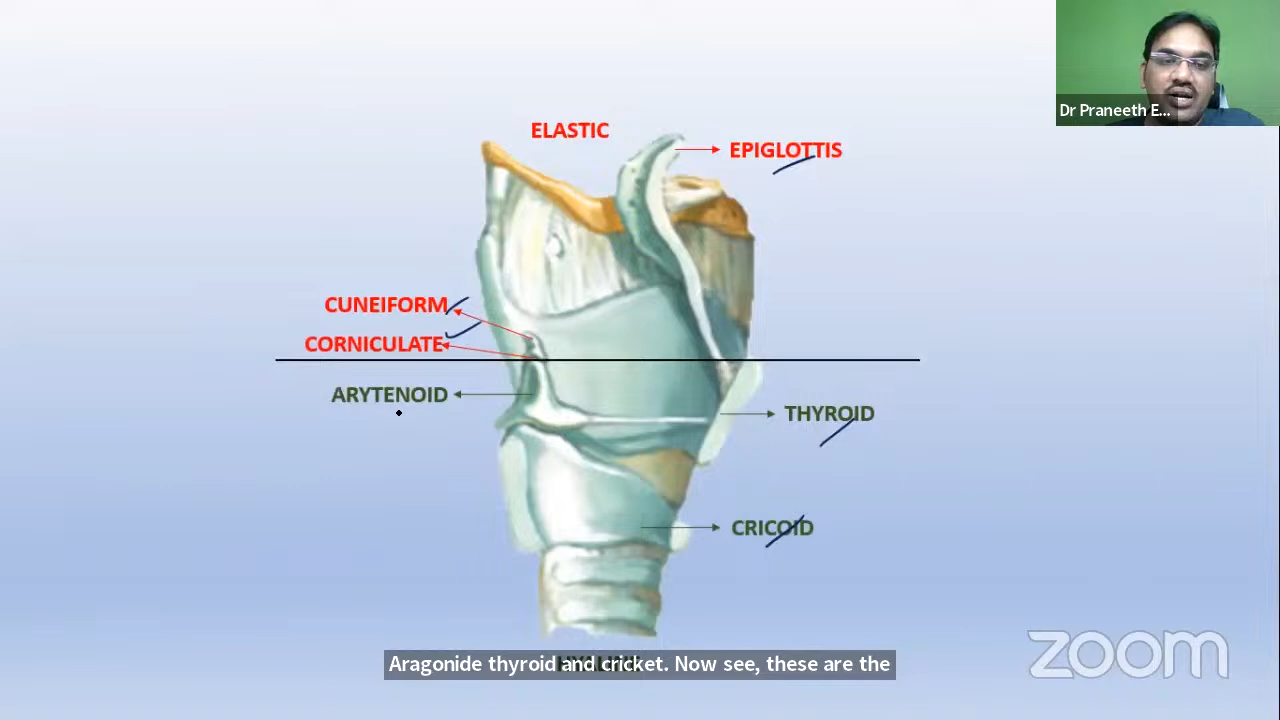 Dr Praneeth E...
ELASTIC
EPIGLOTTIS
CUNEIFORM
CORNICULATE
ARYTENOID
THYROID
CRICOID
Aragonide thyroid and cricket. Now see, these are the
zoom